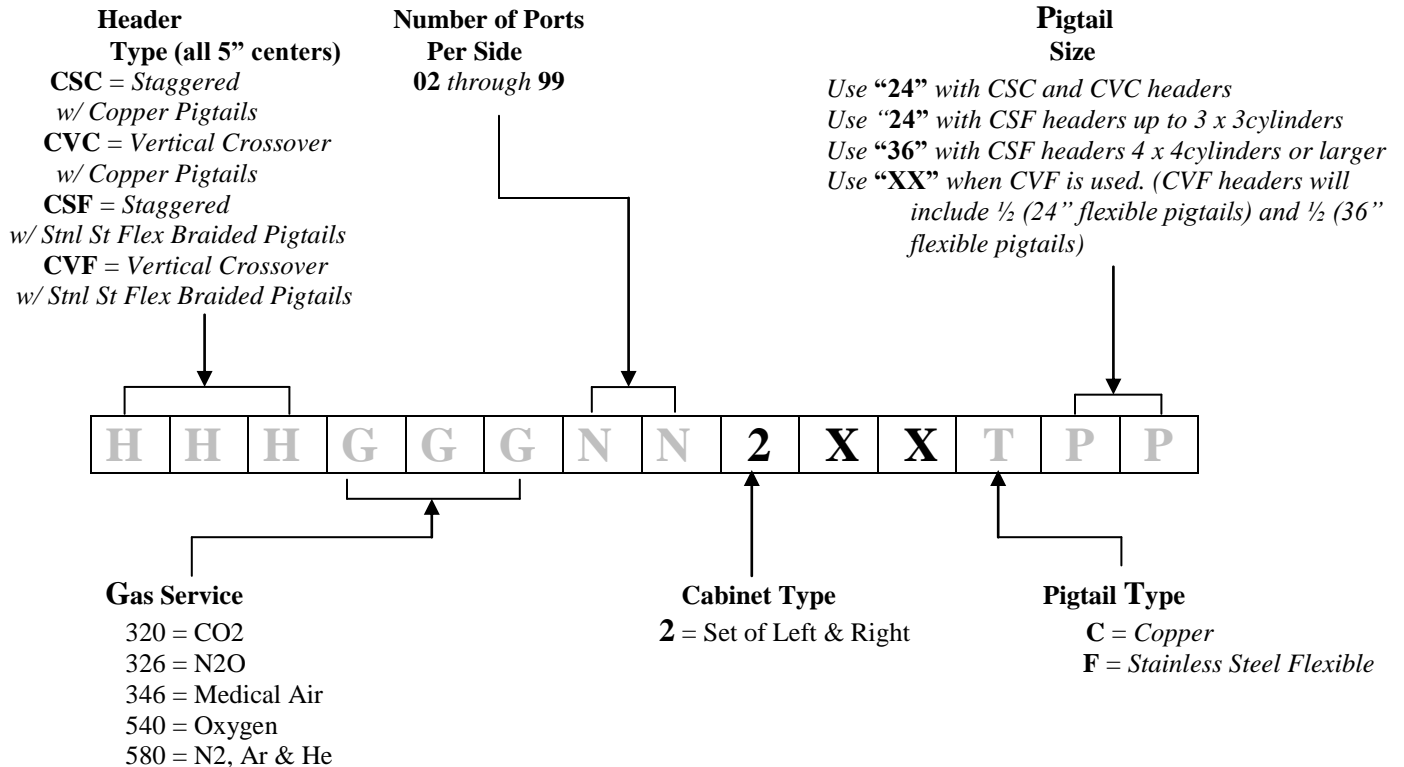 Header
Type (all 5” centers)
CSC = Staggered
w/ Copper Pigtails
CVC = Vertical Crossover
w/ Copper Pigtails
CSF = Staggered
w/ Stnl St Flex Braided Pigtails
CVF = Vertical Crossover
w/ Stnl St Flex Braided Pigtails
Number of Ports
Per Side
02 through 99
Pigtail
Size
Use “24” with CSC and CVC headers
Use “24” with CSF headers up to 3 x 3cylinders
Use “36” with CSF headers 4 x 4cylinders or larger
Use “XX” when CVF is used. (CVF headers will
include ½ (24” flexible pigtails) and ½ (36”
flexible pigtails)
H H H G G G N N 2 X X T P P
Gas Service
320 = CO2
326 = N2O
346 = Medical Air
540 = Oxygen
580 = N2, Ar & He
Cabinet Type
2 = Set of Left & Right
Pigtail Type
C = Copper
F = Stainless Steel Flexible